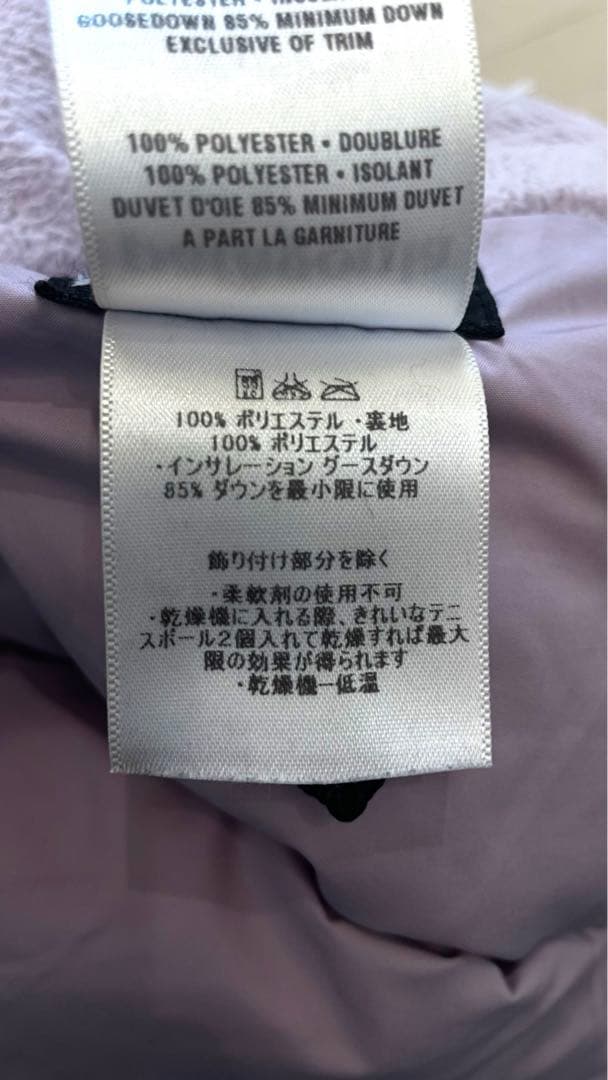 GOOSEDOWN 85% MINIMUM DOWN
EXCLUSIVE OF TRIM
100% POLYESTER • DOUBLURE
100% POLYESTER • ISOLANT
DUVET D'OIE 85% MINIMUM DUVET
A PART LA GARNITURE
100% ポリエステル ・裏地
100% ポリエステル
・インサレーション グースダウン
85% ダウンを最小限に使用
飾り付け部分を除く
・柔軟剤の使用不可
・乾燥機に入れる際、きれいなテニ
スボール2個入れて乾燥すれば最大
限の効果が得られます
・乾燥機ー低温